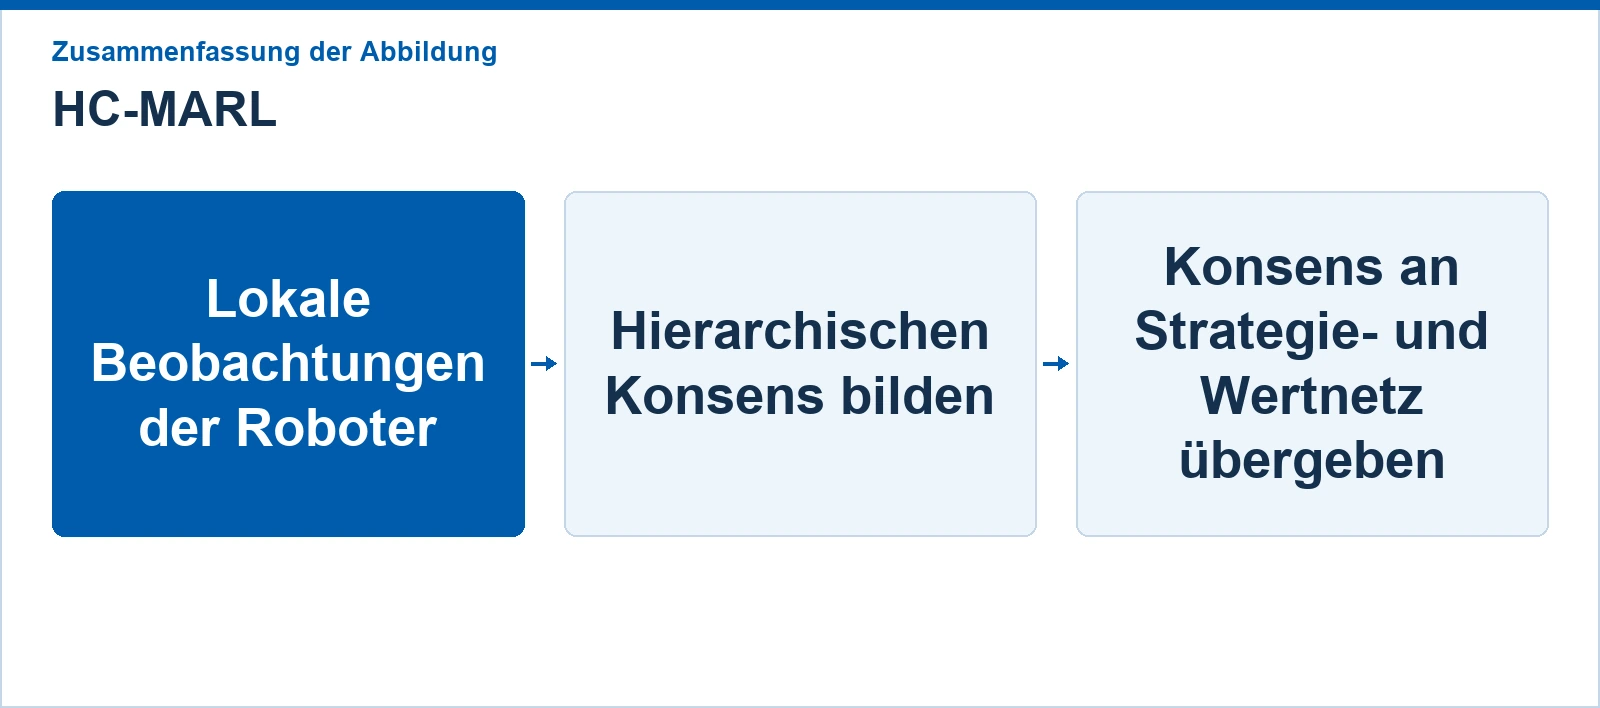 Zusammenfassung der Abbildung
HC-MARL
Lokale
Beobachtungen
der Roboter
Hierarchischen
Konsens bilden
Konsens an
Strategie- und
Wertnetz
übergeben